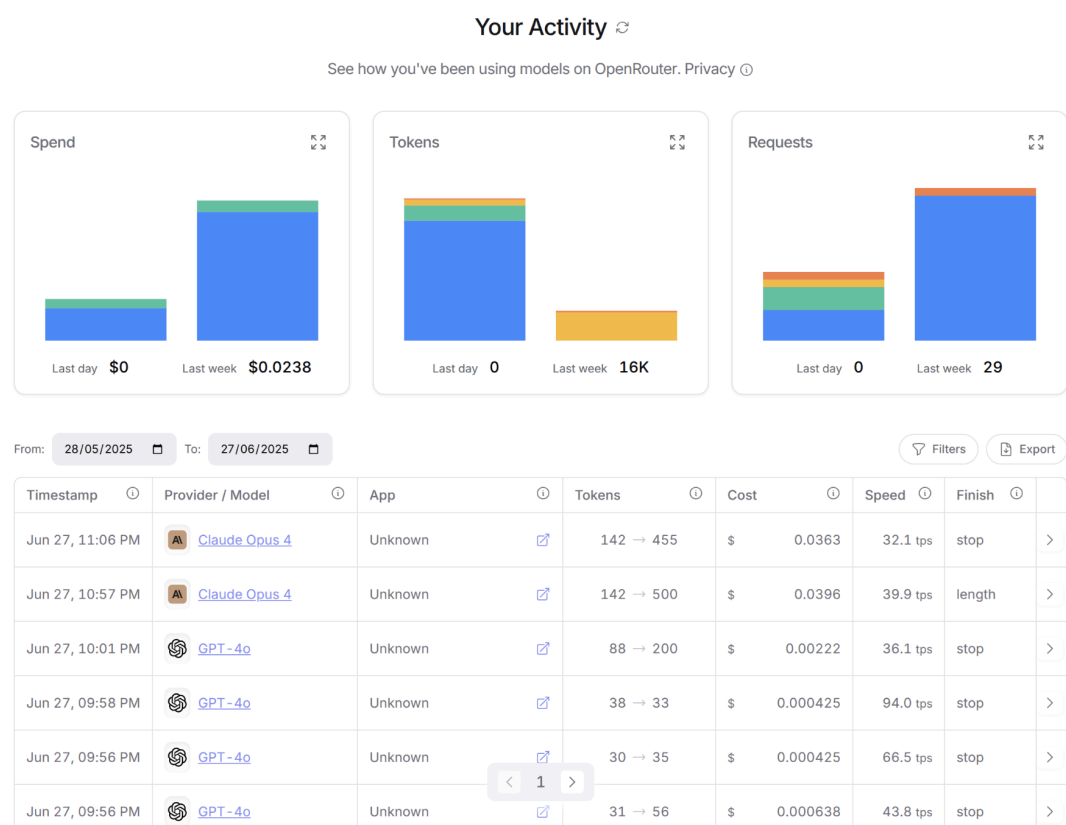 Your Activity
See how you've been using models on OpenRouter. Privacy
Spend
Tokens
Requests
Last day $0 Last week $0.0238
Last day 0 Last week 16K
Last day 0 Last week 29
From: 28/05/2025 To: 27/06/2025 Filters Export
Timestamp Provider / Model App Tokens Cost Speed Finish
Jun 27, 11:06 PM A\ Claude Opus 4 Unknown 142 → 455 $ 0.0363 32.1 tps stop
Jun 27, 10:57 PM A\ Claude Opus 4 Unknown 142 → 500 $ 0.0396 39.9 tps length
Jun 27, 10:01 PM GPT-4o Unknown 88 → 200 $ 0.00222 36.1 tps stop
Jun 27, 09:58 PM GPT-4o Unknown 38 → 33 $ 0.000425 94.0 tps stop
Jun 27, 09:56 PM GPT-4o Unknown 30 → 35 $ 0.000425 66.5 tps stop
1
Jun 27, 09:56 PM GPT-4o Unknown 31 → 56 $ 0.000638 43.8 tps stop